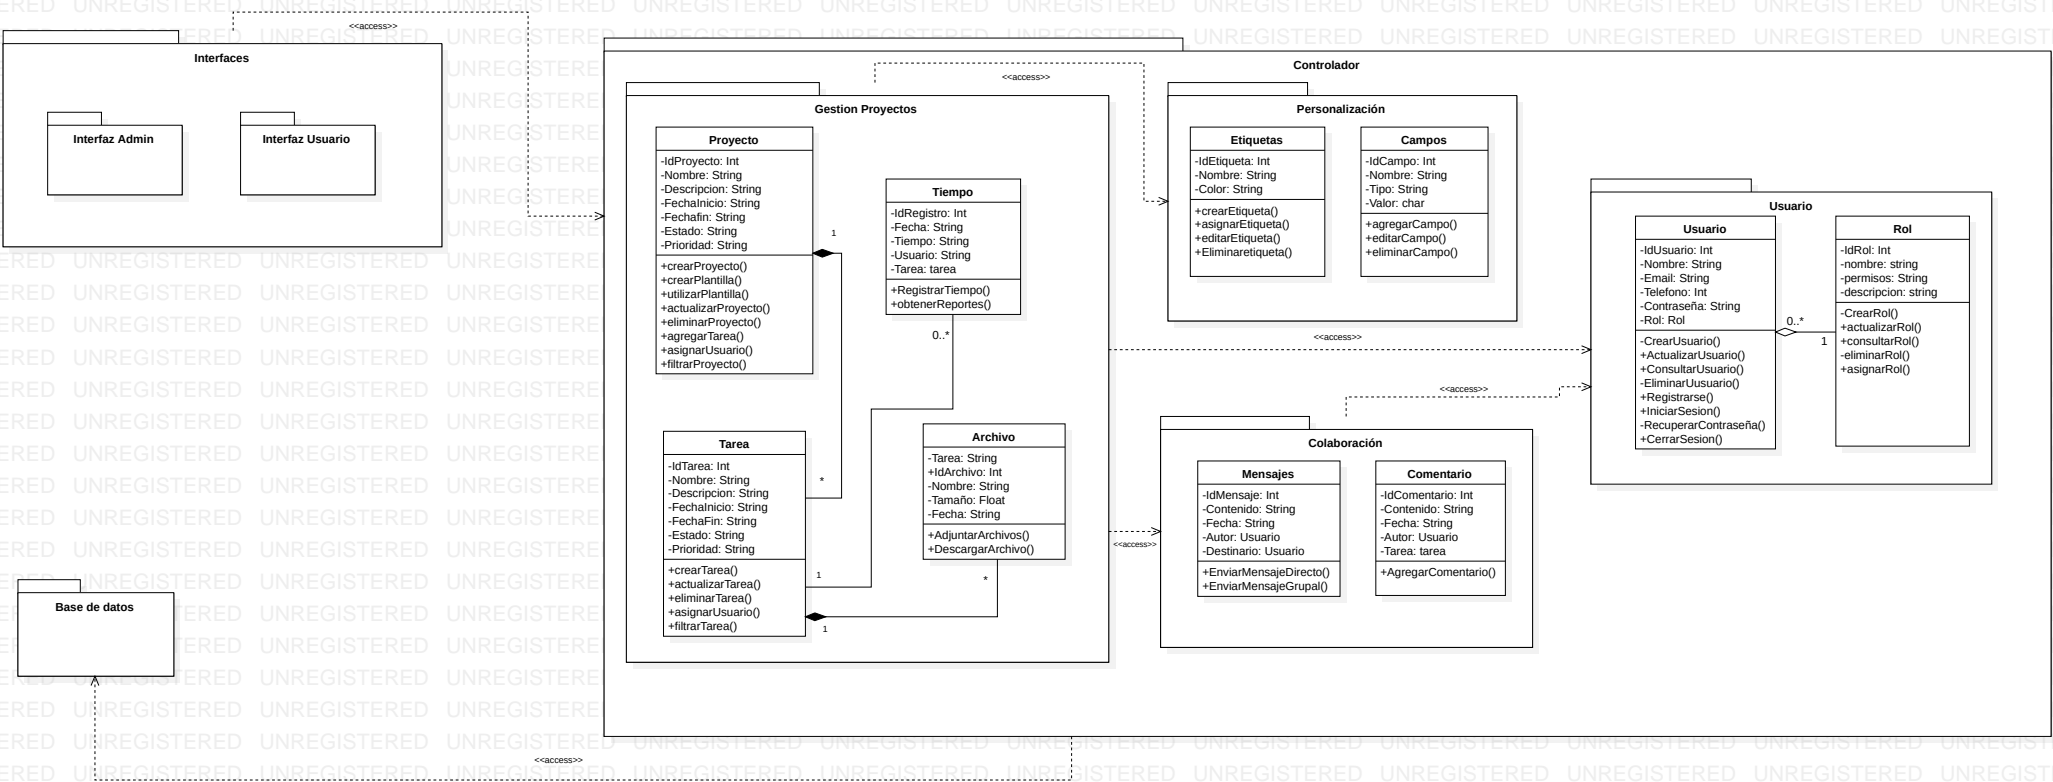 <<access>>
Interfaces
Interfaz Admin
Interfaz Usuario
Controlador
<<access>>
Gestion Proyectos
Proyecto
-IdProyecto: Int
-Nombre: String
-Descripcion: String
-FechaInicio: String
-Fechafin: String
-Estado: String
-Prioridad: String
+crearProyecto()
+crearPlantilla()
+utilizarPlantilla()
+actualizarProyecto()
+eliminarProyecto()
+agregarTarea()
+asignarUsuario()
+filtrarProyecto()
1
*
Tiempo
-IdRegistro: Int
-Fecha: String
-Tiempo: String
-Usuario: String
-Tarea: tarea
+RegistrarTiempo()
+obtenerReportes()
0..*
1
Tarea
-IdTarea: Int
-Nombre: String
-Descripcion: String
-FechaInicio: String
-FechaFin: String
-Estado: String
-Prioridad: String
+crearTarea()
+actualizarTarea()
+eliminarTarea()
+asignarUsuario()
+filtrarTarea()
Archivo
-Tarea: String
+IdArchivo: Int
-Nombre: String
-Tamaño: Float
-Fecha: String
+AdjuntarArchivos()
+DescargarArchivo()
*
1
Personalización
Etiquetas
-IdEtiqueta: Int
-Nombre: String
-Color: String
+crearEtiqueta()
+asignarEtiqueta()
+editarEtiqueta()
+Eliminaretiqueta()
Campos
-IdCampo: Int
-Nombre: String
-Tipo: String
-Valor: char
+agregarCampo()
+editarCampo()
+eliminarCampo()
<<access>>
<<access>>
<<access>>
Usuario
Usuario
-IdUsuario: Int
-Nombre: String
-Email: String
-Telefono: Int
-Contraseña: String
-Rol: Rol
-CrearUsuario()
+ActualizarUsuario()
+ConsultarUsuario()
-EliminarUusuario()
+Registrarse()
+IniciarSesion()
-RecuperarContraseña()
+CerrarSesion()
0..*
1
Rol
-IdRol: Int
-nombre: string
-permisos: String
-descripcion: string
-CrearRol()
+actualizarRol()
+consultarRol()
-eliminarRol()
+asignarRol()
Colaboración
Mensajes
-IdMensaje: Int
-Contenido: String
-Fecha: String
-Autor: Usuario
-Destinario: Usuario
+EnviarMensajeDirecto()
+EnviarMensajeGrupal()
Comentario
-IdComentario: Int
-Contenido: String
-Fecha: String
-Autor: Usuario
-Tarea: tarea
+AgregarComentario()
Base de datos
<<access>>
UNREGISTERED